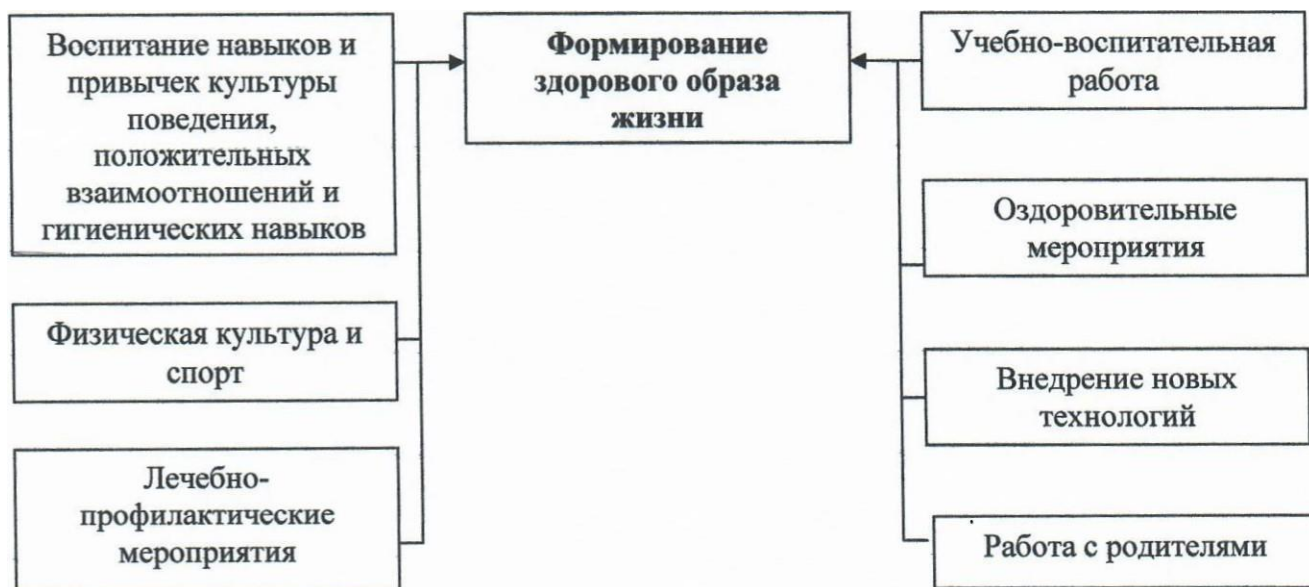 Воспитание навыков и
привычек культуры
поведения,
положительных
взаимоотношений и
гигиенических навыков
Физическая культура и
спорт
Лечебно-
профилактические
мероприятия
Формирование
здорового образа
жизни
Учебно-воспитательная
работа
Оздоровительные
мероприятия
Внедрение новых
технологий
Работа с родителями